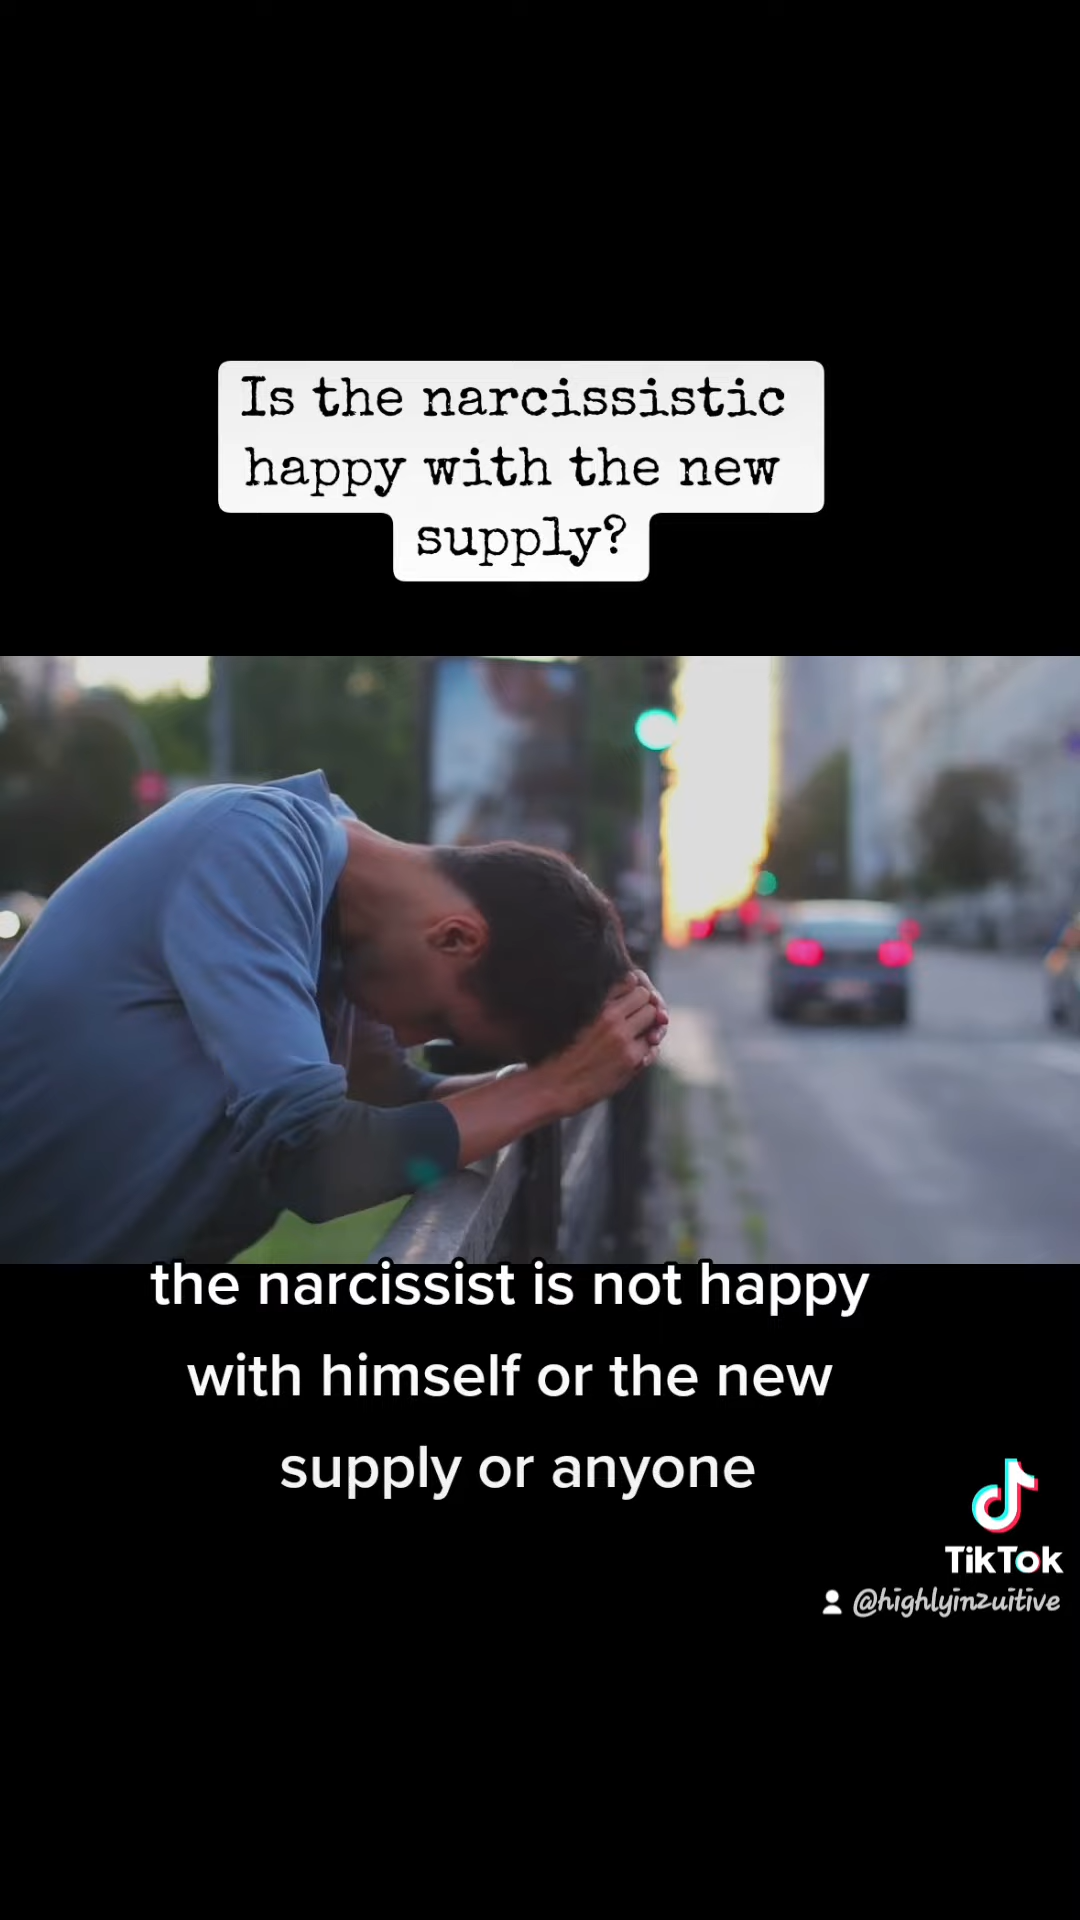 Is the narcissistic
happy with the new
supply?
the narcissist is not happy
with himself or the new
supply or anyone
TikTok
@highlyin2uitive